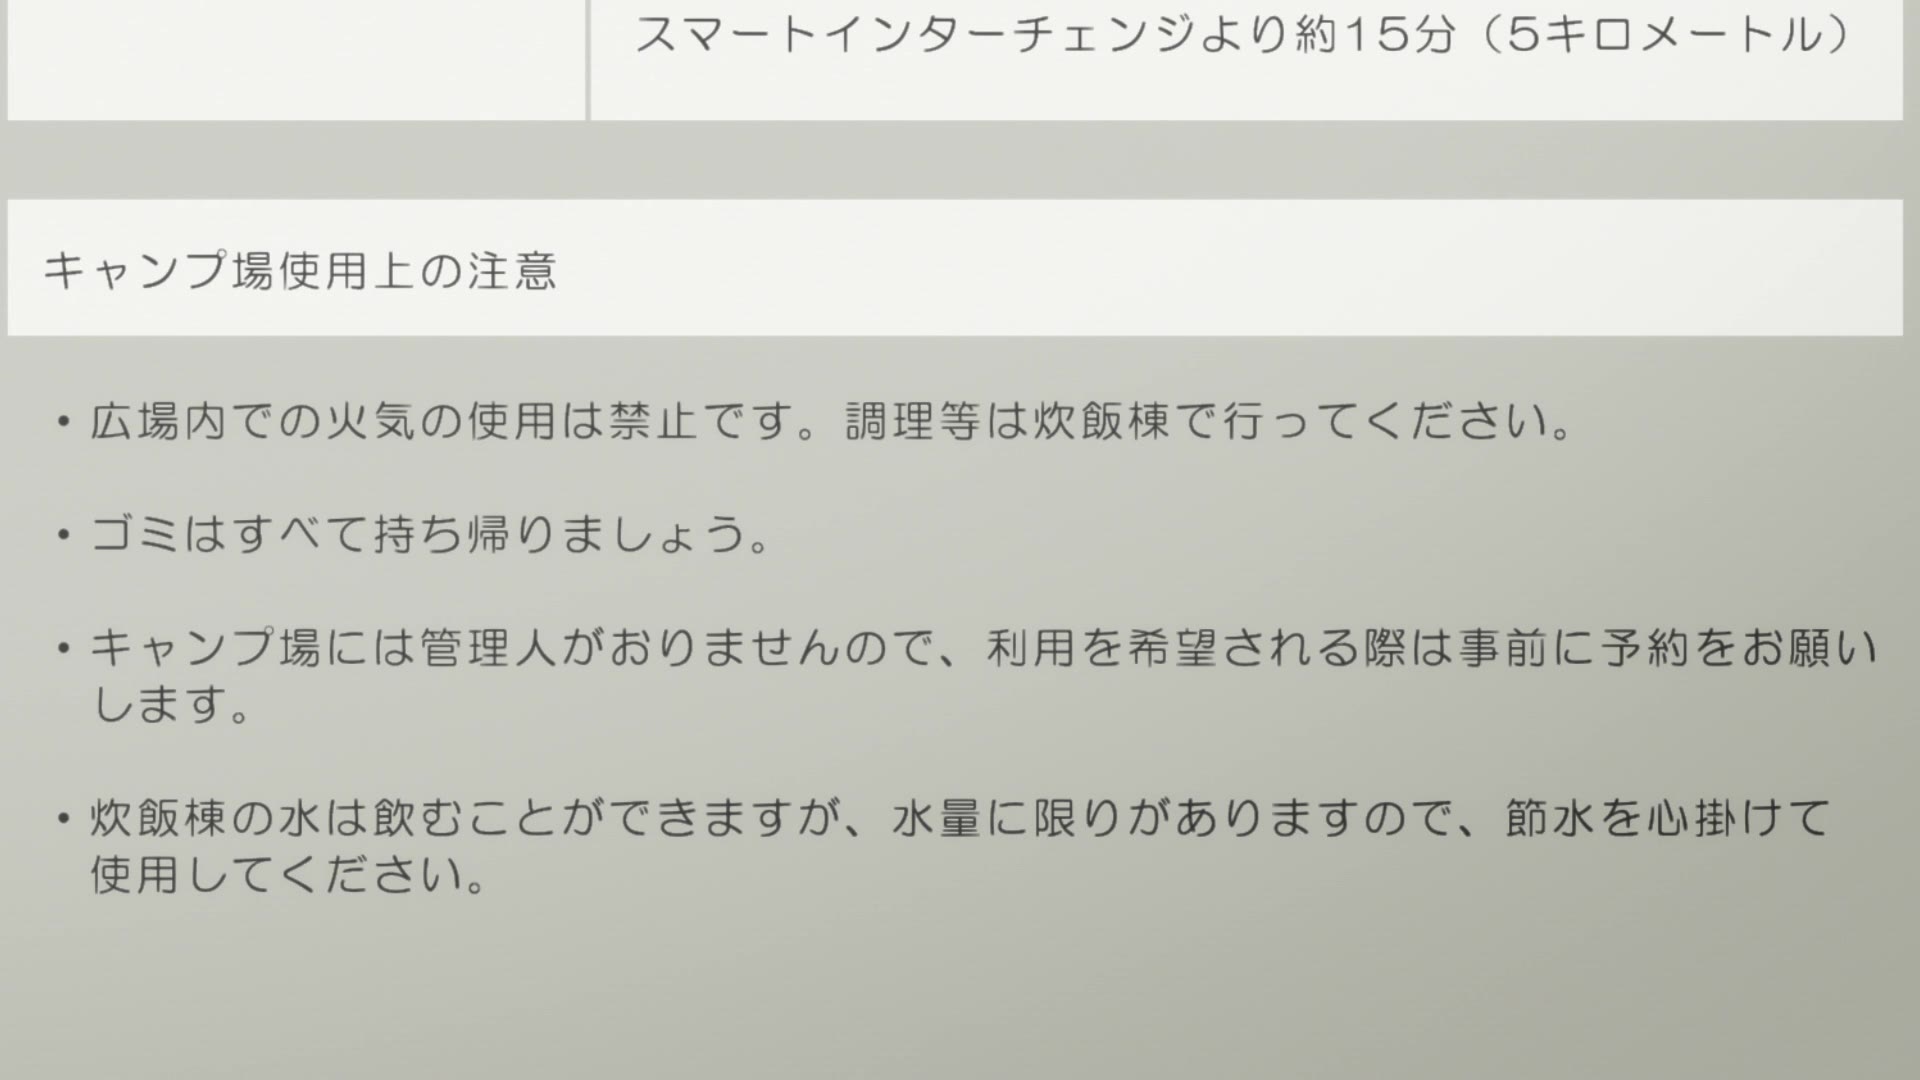 スマートインターチェンジより約15分（5キロメートル）
キャンプ場使用上の注意
・広場内での火気の使用は禁止です。調理等は炊飯棟で行ってください。
・ゴミはすべて持ち帰りましょう。
・キャンプ場には管理人がおりませんので、利用を希望される際は事前に予約をお願い
します。
・炊飯棟の水は飲むことができますが、水量に限りがありますので、節水を心掛けて
使用してください。